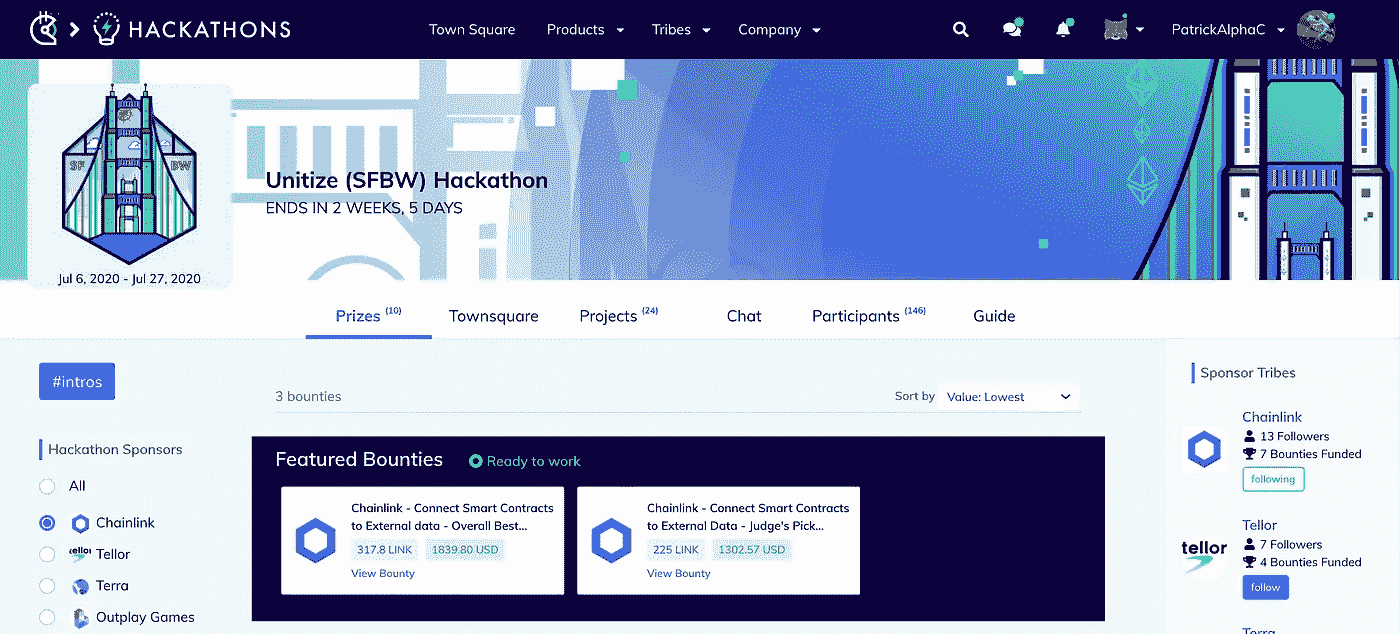 HACKATHONS
Town Square
Products
Tribes
Company
PatrickAlphaC
SF
BW
Unitize (SFBW) Hackathon
ENDS IN 2 WEEKS, 5 DAYS
Jul 6, 2020 - Jul 27, 2020
Prizes (10)
Townsquare
Projects (24)
Chat
Participants (146)
Guide
#intros
Hackathon Sponsors
All
Chainlink
tellor
Tellor
Terra
Outplay Games
3 bounties
Sort by
Value: Lowest
Featured Bounties
Ready to work
Chainlink - Connect Smart Contracts
to External data - Overall Best...
317.8 LINK
1839.80 USD
View Bounty
Chainlink - Connect Smart Contracts
to External Data - Judge's Pick...
225 LINK
1302.57 USD
View Bounty
Sponsor Tribes
Chainlink
13 Followers
7 Bounties Funded
following
tellor
Tellor
7 Followers
4 Bounties Funded
follow
Terra